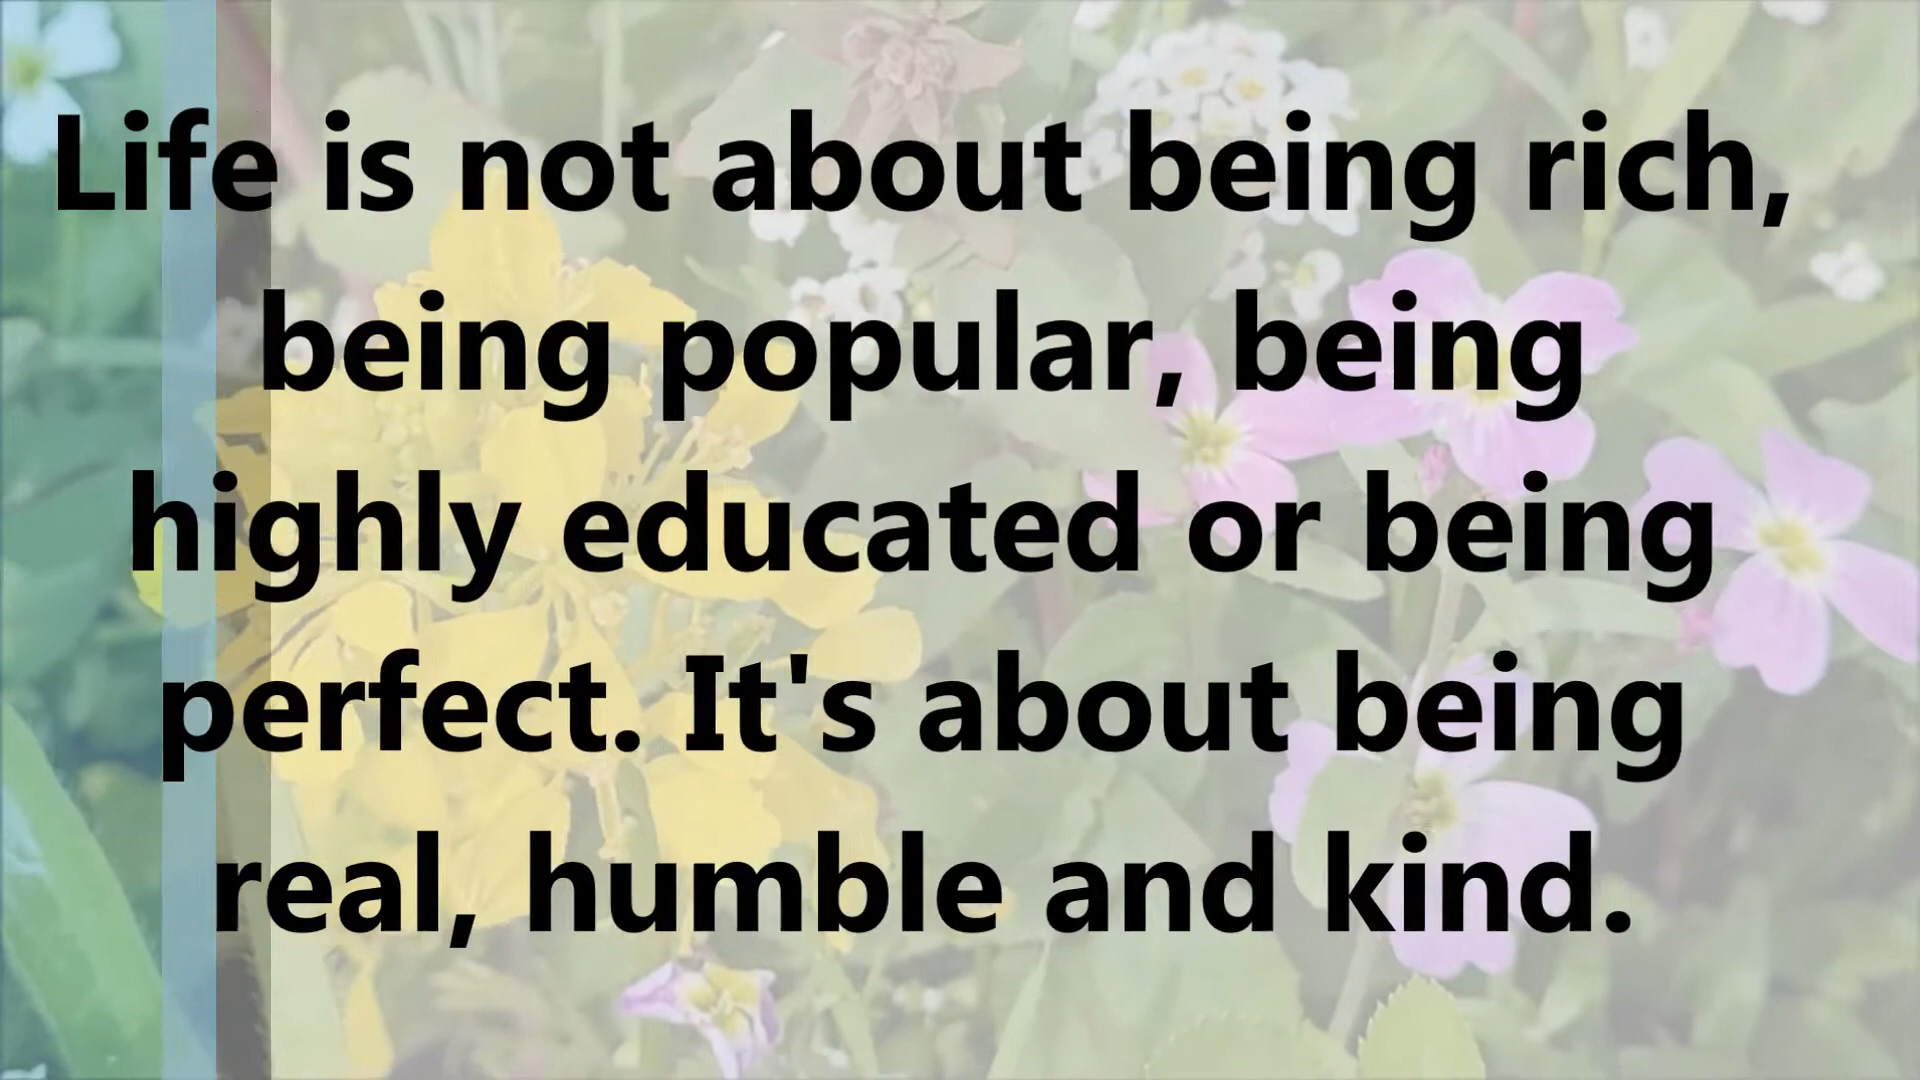 Life is not about being rich,
being popular, being
highly educated or being
perfect. It's about being
real, humble and kind.